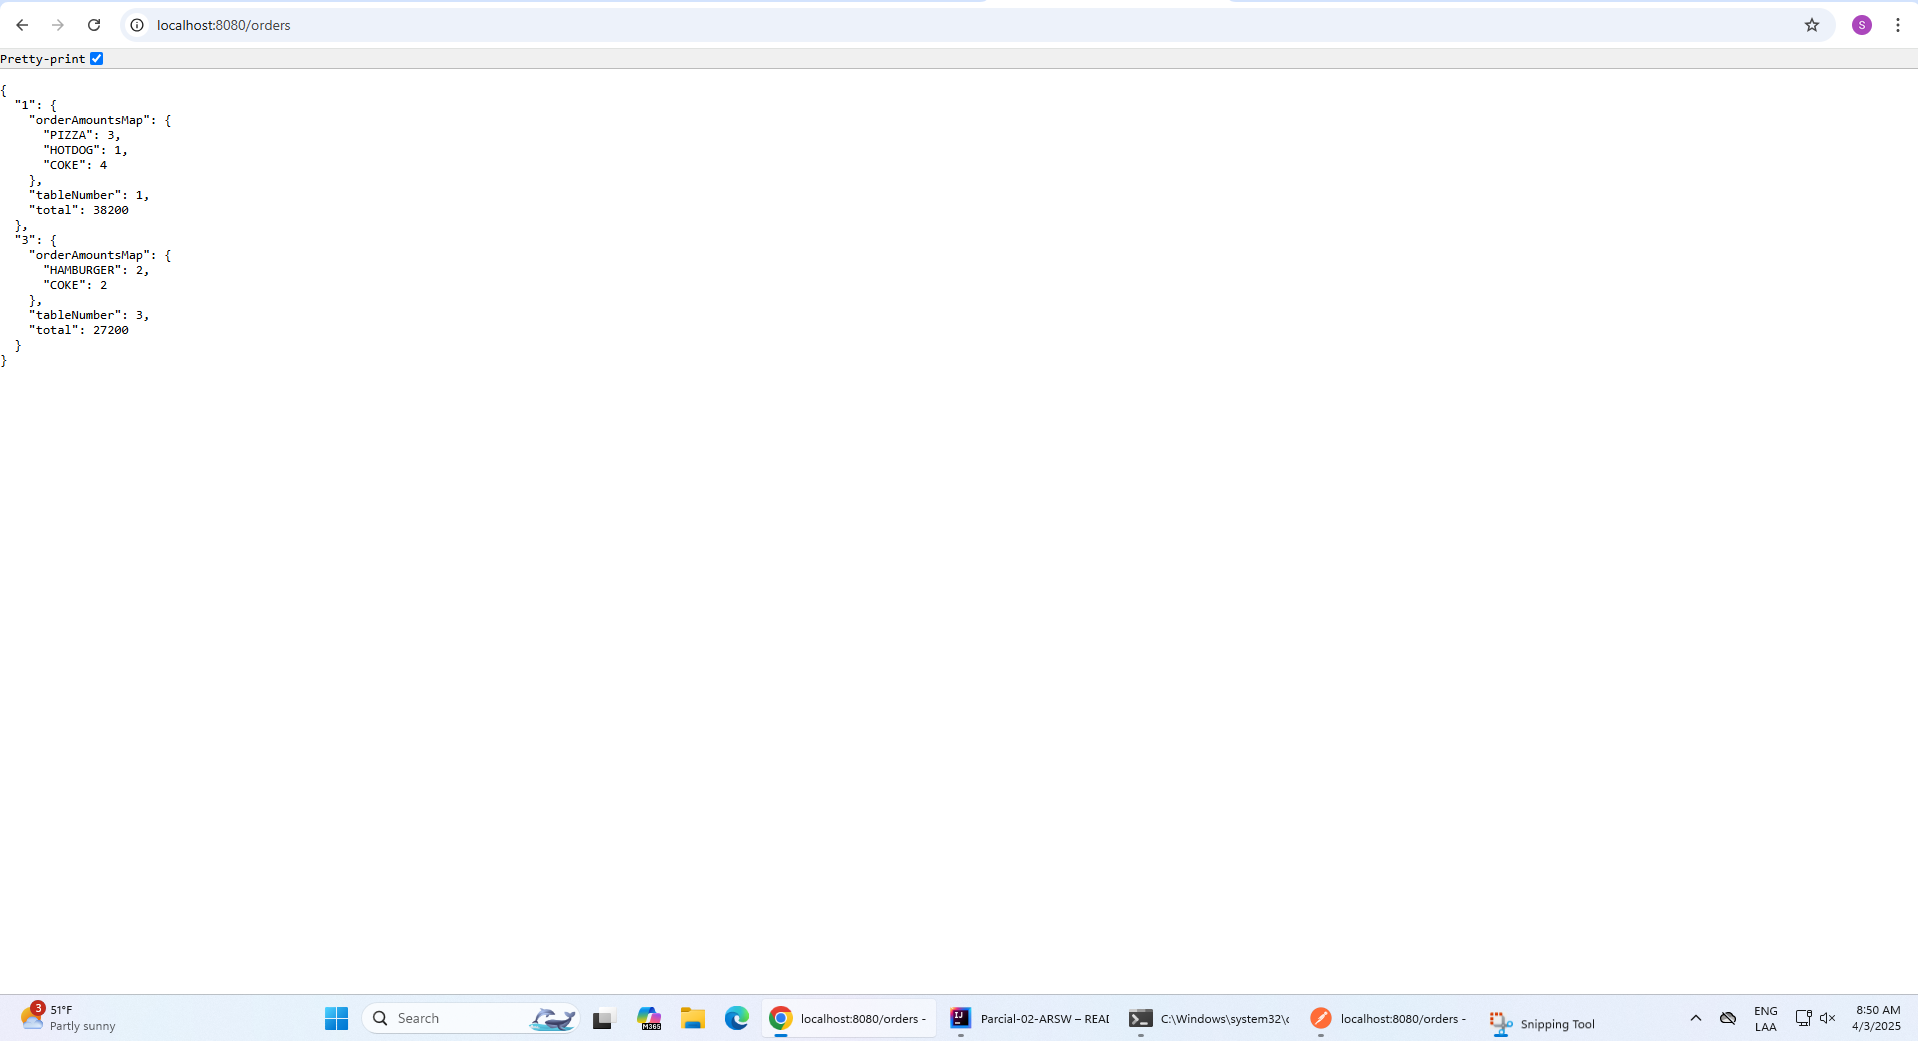 localhost:8080/orders
S
Pretty-print
{
  "1": {
    "orderAmountsMap": {
      "PIZZA": 3,
      "HOTDOG": 1,
      "COKE": 4
    },
    "tableNumber": 1,
    "total": 38200
  },
  "3": {
    "orderAmountsMap": {
      "HAMBURGER": 2,
      "COKE": 2
    },
    "tableNumber": 3,
    "total": 27200
  }
}
3
51°F
Partly sunny
Search
M365
localhost:8080/orders -
IJ
Parcial-02-ARSW – READ
C:\Windows\system32\c
localhost:8080/orders -
Snipping Tool
ENG
LAA
8:50 AM
4/3/2025